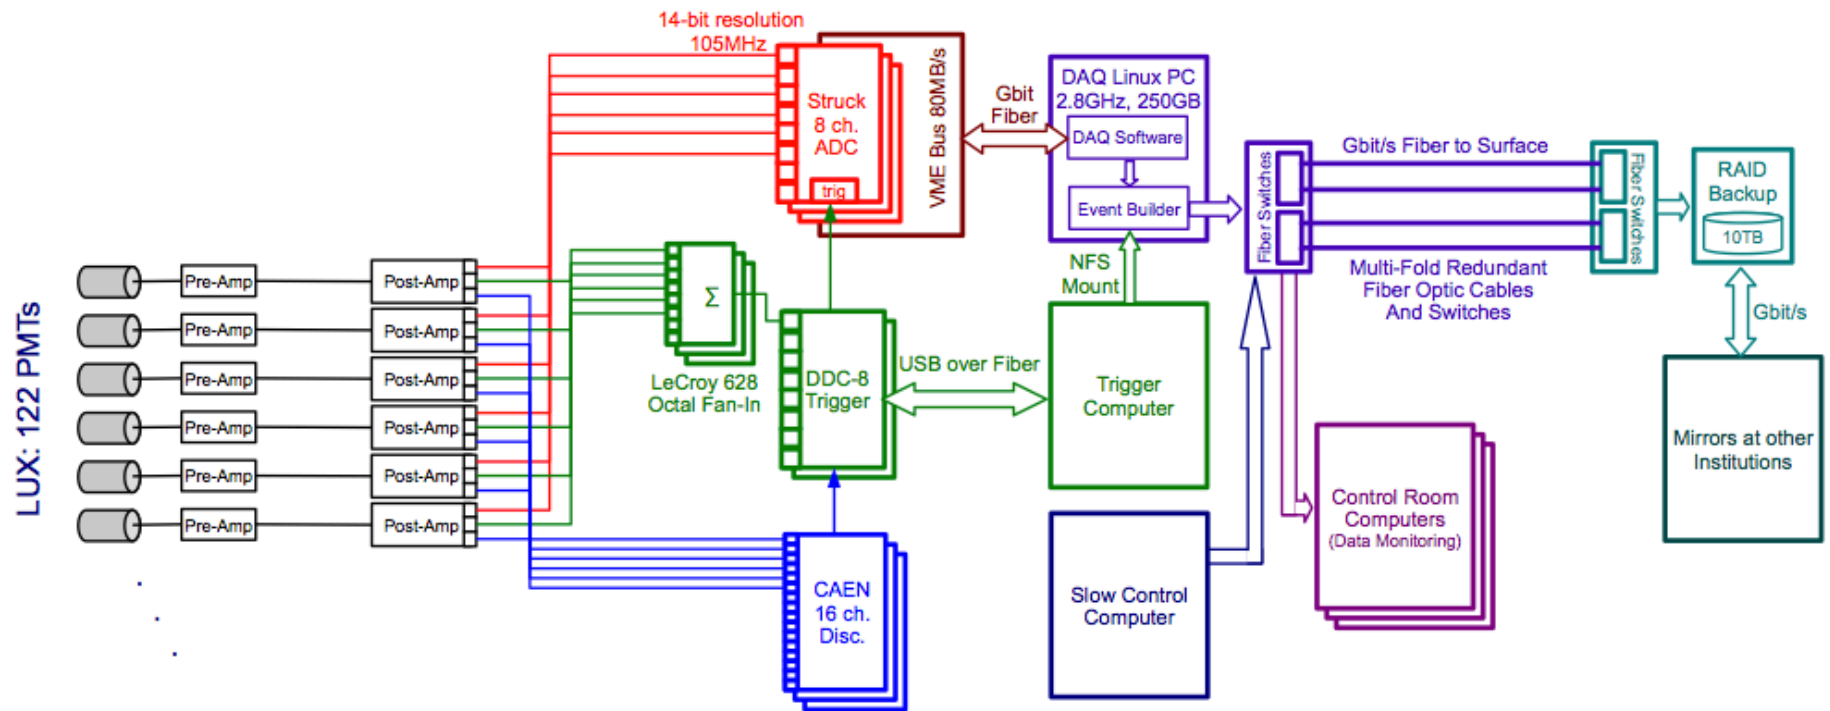 LUX: 122 PMTs
Pre-Amp
Post-Amp
Pre-Amp
Post-Amp
Pre-Amp
Post-Amp
Pre-Amp
Post-Amp
Pre-Amp
Post-Amp
Pre-Amp
Post-Amp
14-bit resolution
105MHz
Struck
8 ch.
ADC
trig
VME Bus 80MB/s
Σ
LeCroy 628
Octal Fan-In
DDC-8
Trigger
CAEN
16 ch.
Disc.
Gbit
Fiber
USB over Fiber
DAQ Linux PC
2.8GHz, 250GB
DAQ Software
Event Builder
NFS
Mount
Trigger
Computer
Slow Control
Computer
Fiber Switches
Gbit/s Fiber to Surface
Multi-Fold Redundant
Fiber Optic Cables
And Switches
Control Room
Computers
(Data Monitoring)
Fiber Switches
RAID
Backup
10TB
Gbit/s
Mirrors at other
Institutions